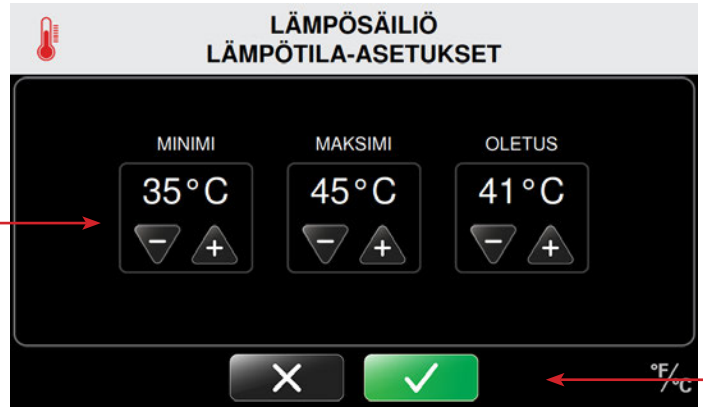 LÄMPÖSÄILIÖ
LÄMPÖTILA-ASETUKSET
MINIMI MAKSIMI OLETUS
35°C 45°C 41°C
- + - + - +
°F/°C